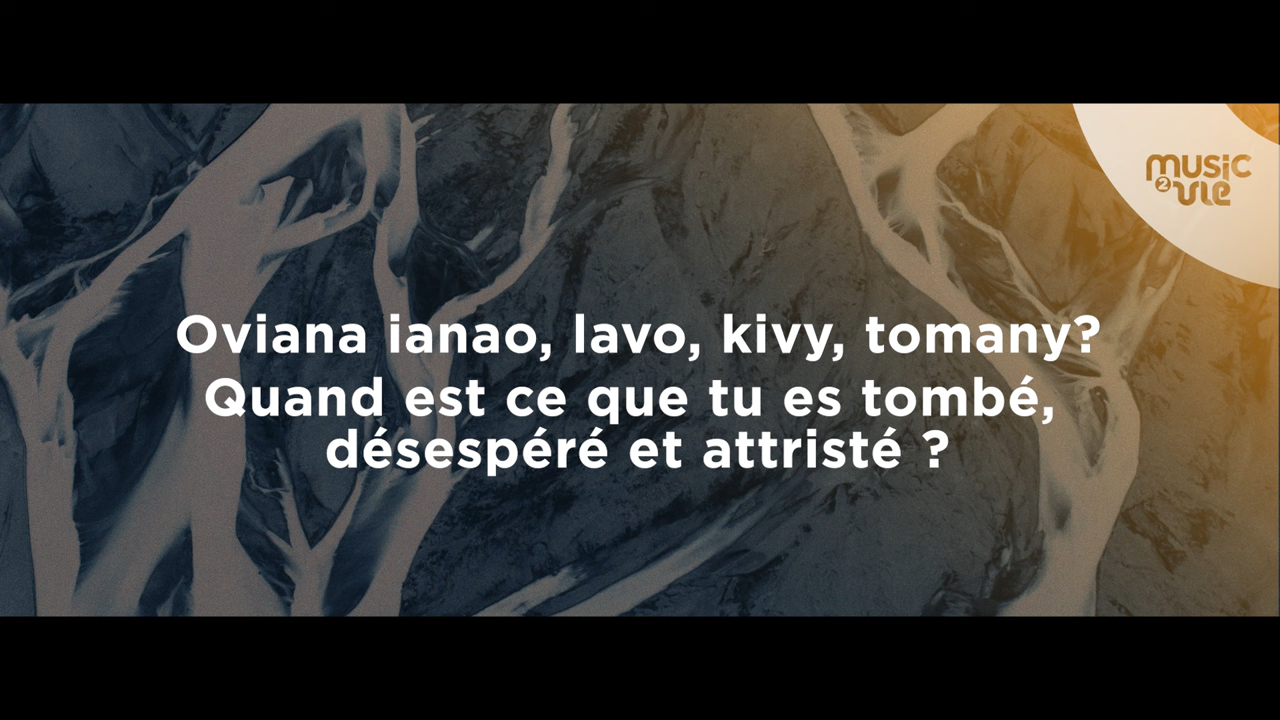 music
2 vie
Oviana ianao, lavo, kivy, tomany?
Quand est ce que tu es tombé,
désespéré et attristé ?